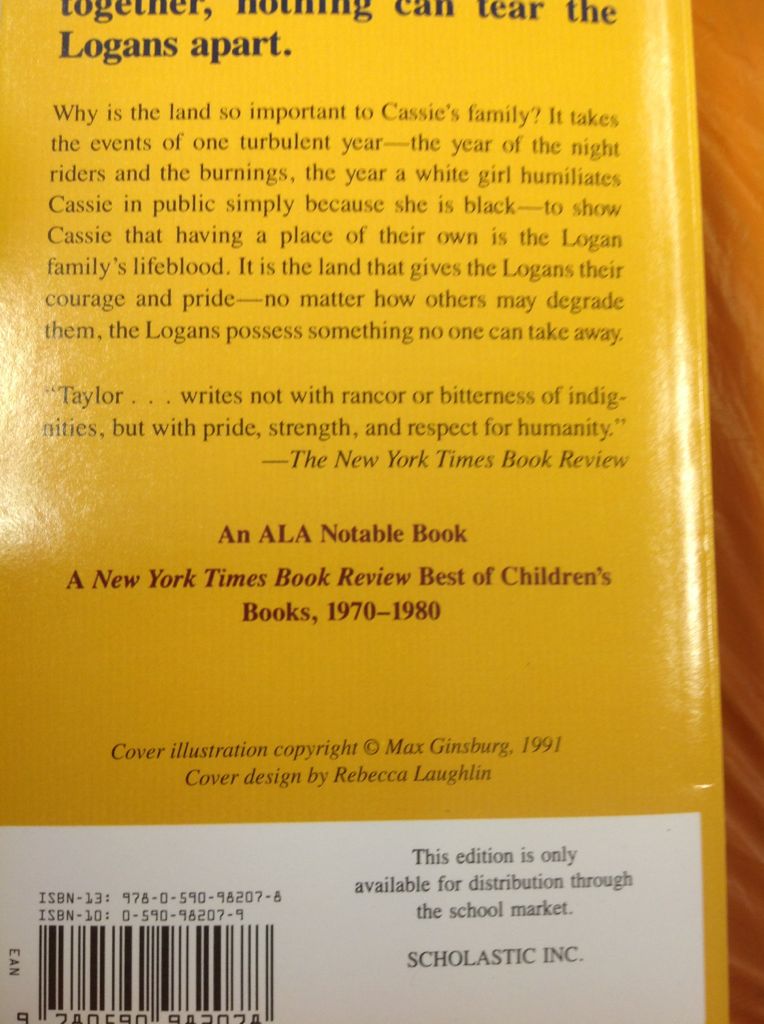 together, nothing can tear the
Logans apart.
Why is the land so important to Cassie's family? It takes
the events of one turbulent year—the year of the night
riders and the burnings, the year a white girl humiliates
Cassie in public simply because she is black—to show
Cassie that having a place of their own is the Logan
family's lifeblood. It is the land that gives the Logans their
courage and pride—no matter how others may degrade
them, the Logans possess something no one can take away.
"Taylor . . . writes not with rancor or bitterness of indig-
nities, but with pride, strength, and respect for humanity."
—The New York Times Book Review
An ALA Notable Book
A New York Times Book Review Best of Children's
Books, 1970–1980
Cover illustration copyright © Max Ginsburg, 1991
Cover design by Rebecca Laughlin
This edition is only
available for distribution through
the school market.
SCHOLASTIC INC.
ISBN-13: 978-0-590-98207-8
ISBN-10: 0-590-98207-9
EAN
9 780590 982078